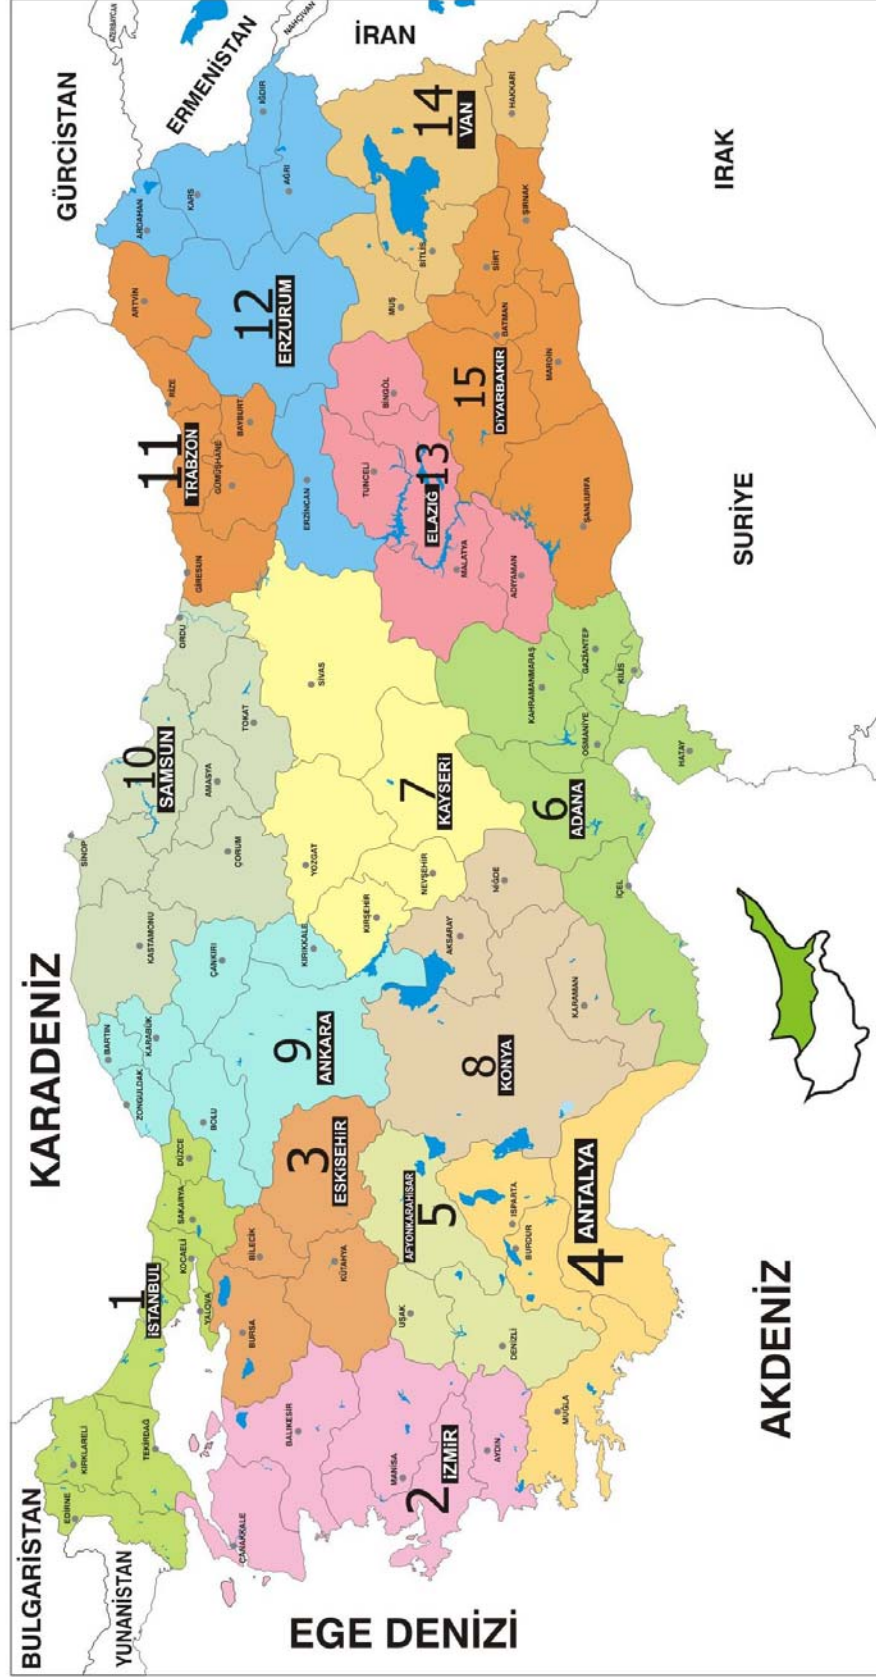 BULGARİSTAN
YUNANİSTAN
KARADENİZ
GÜRCİSTAN
ERMENİSTAN
AZERBAYCAN
NAHÇİVAN
İRAN
IRAK
SURİYE
AKDENİZ
EGE DENİZİ
1
İSTANBUL
EDİRNE
KIRKLARELİ
TEKİRDAĞ
YALOVA
KOCAELİ
SAKARYA
DÜZCE
2
İZMİR
ÇANAKKALE
BALIKESİR
MANİSA
AYDIN
3
ESKİSEHİR
BURSA
BİLECİK
KÜTAHYA
4
ANTALYA
MUĞLA
BURDUR
ISPARTA
5
AFYONKARAHİSAR
UŞAK
DENİZLİ
6
ADANA
İÇEL
HATAY
OSMANİYE
KAHRAMANMARAŞ
GAZİANTEP
KİLİS
7
KAYSERİ
KIRŞEHİR
NEVŞEHİR
YOZGAT
SİVAS
8
KONYA
KARAMAN
AKSARAY
NİĞDE
9
ANKARA
BOLU
ZONGULDAK
BARTIN
KARABÜK
ÇANKIRI
KIRIKKALE
10
SAMSUN
KASTAMONU
SİNOP
ÇORUM
AMASYA
TOKAT
ORDU
11
TRABZON
GİRESUN
GÜMÜŞHANE
BAYBURT
RİZE
ARTVİN
12
ERZURUM
ERZİNCAN
ARDAHAN
KARS
AĞRI
IĞDIR
13
ELAZIĞ
MALATYA
ADIYAMAN
TUNCELİ
BİNGÖL
14
VAN
MUŞ
BİTLİS
HAKKARİ
15
DİYARBAKIR
ŞANLIURFA
MARDİN
BATMAN
SİİRT
ŞIRNAK